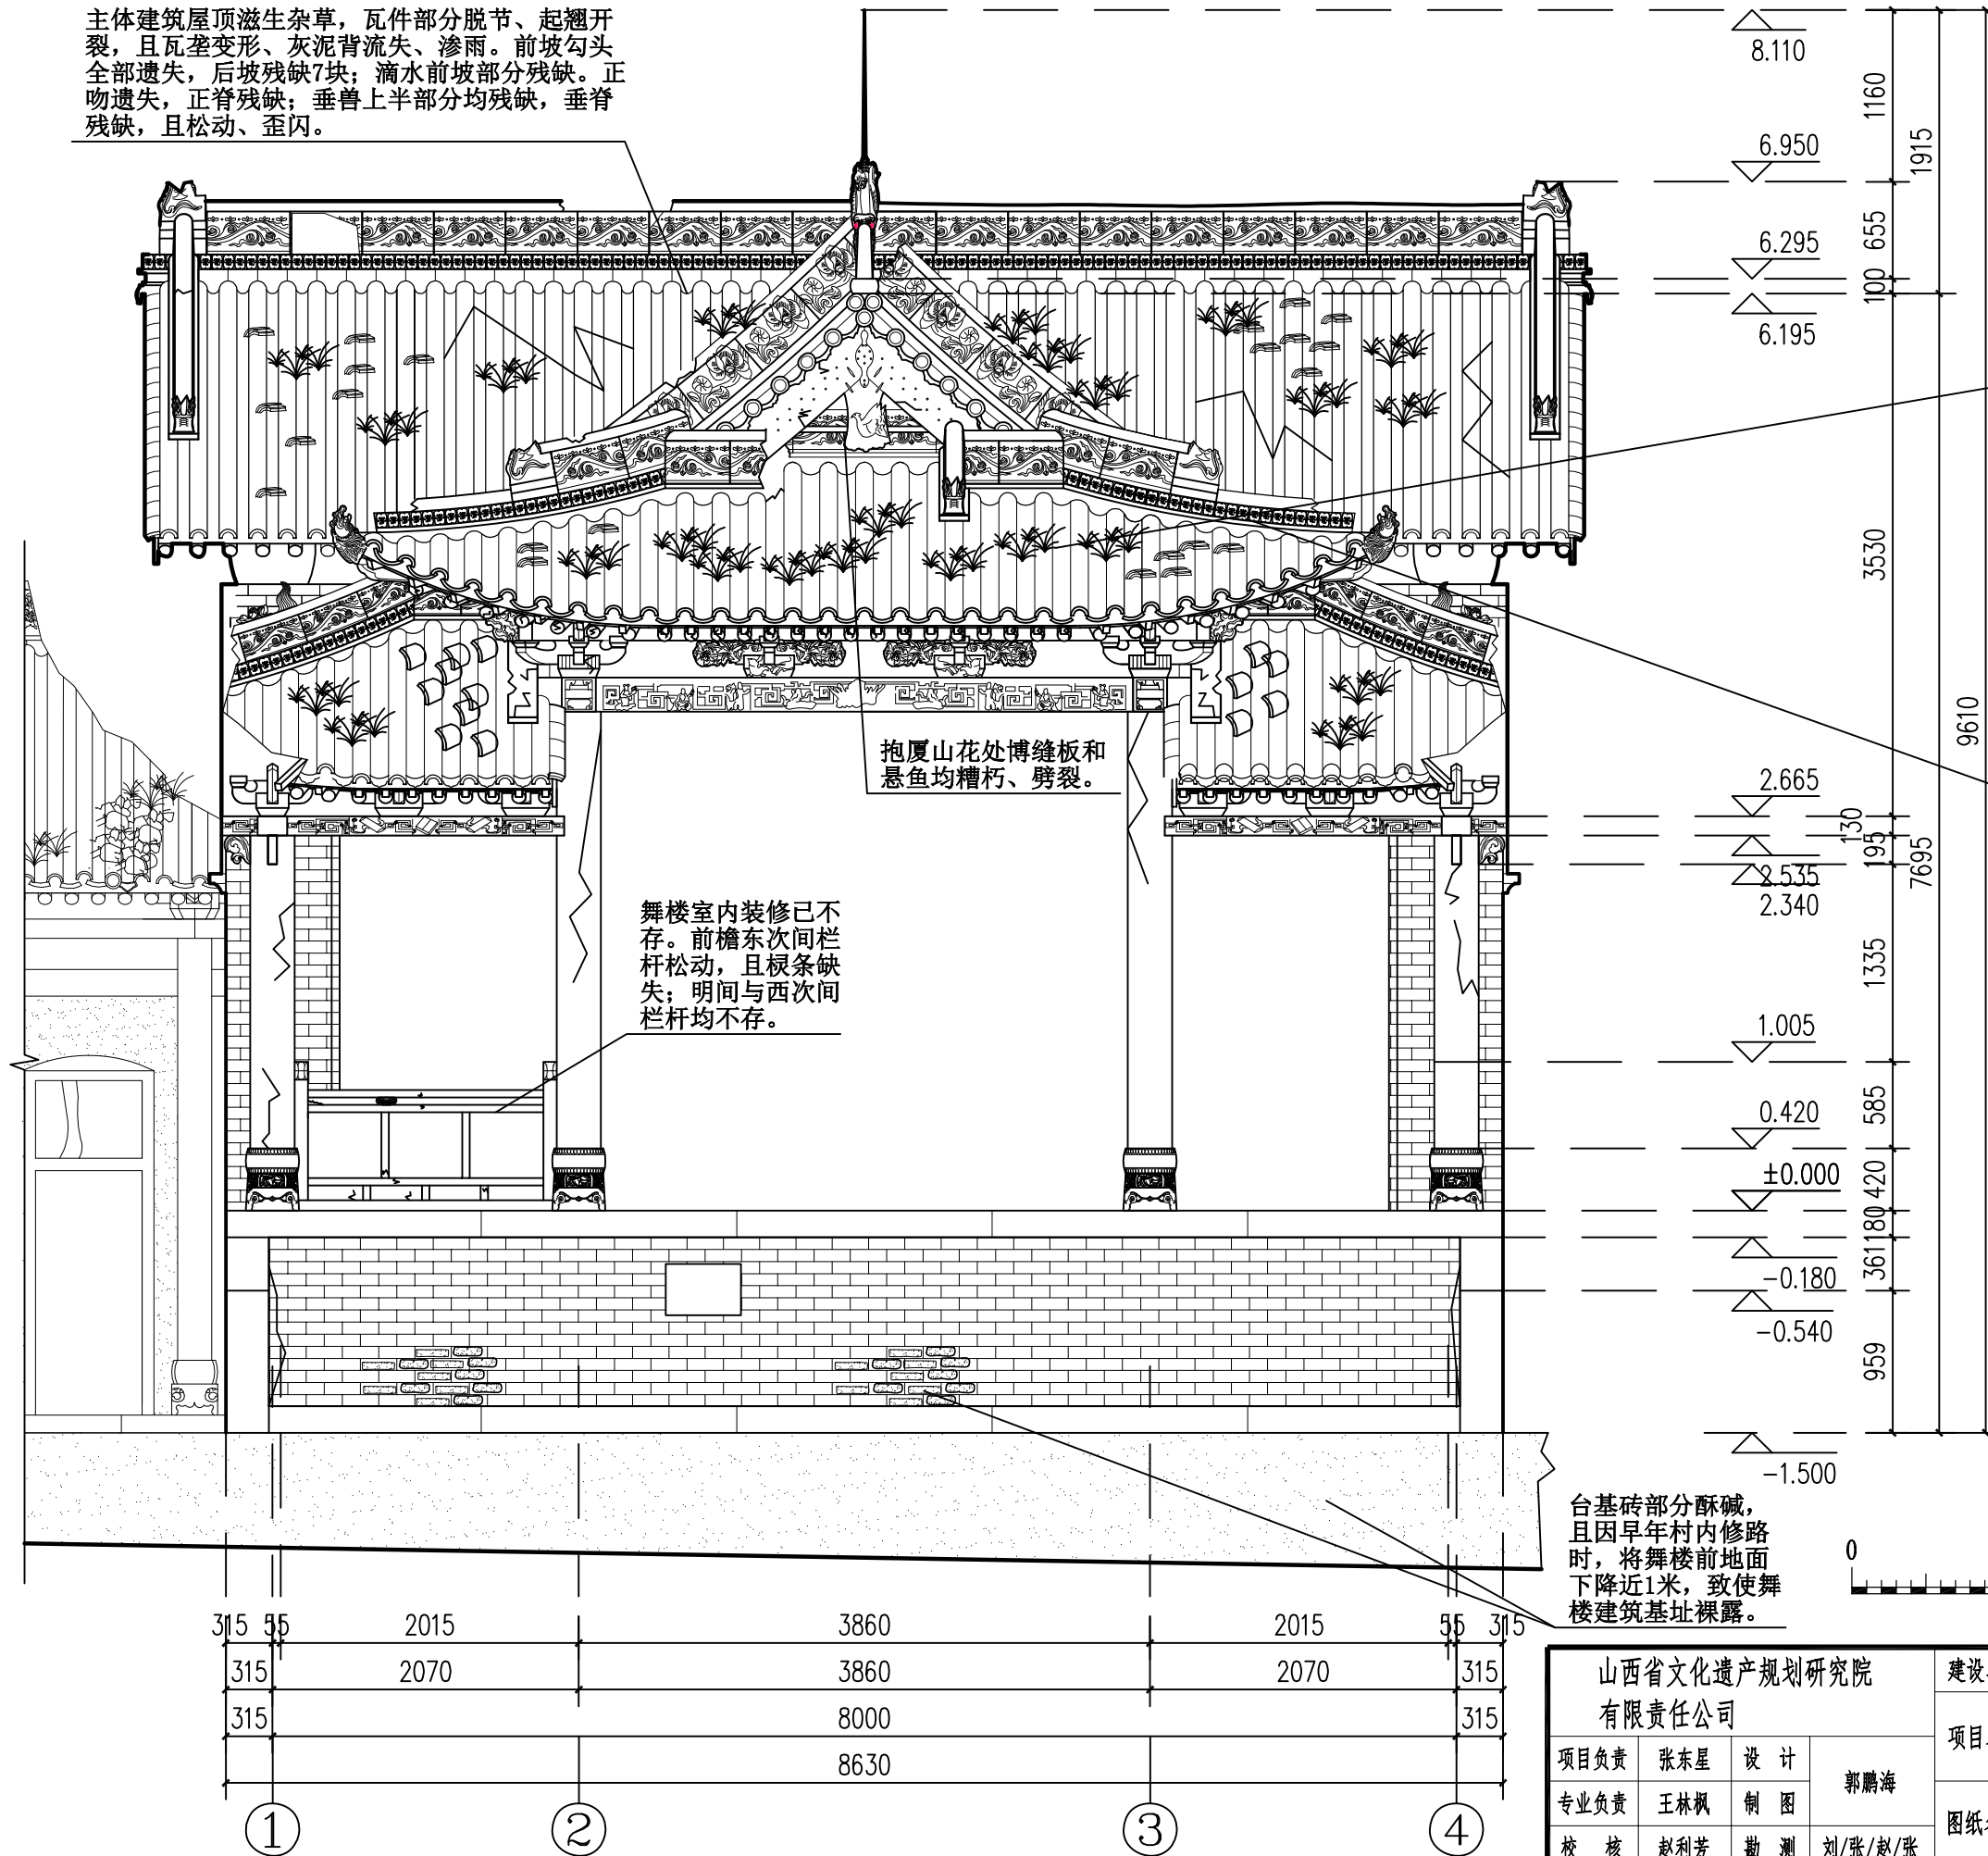 主体建筑屋顶滋生杂草，瓦件部分脱节、起翘开
裂，且瓦垄变形、灰泥背流失、渗雨。前坡勾头
全部遗失，后坡残缺7块；滴水前坡部分残缺。正
吻遗失，正脊残缺；垂兽上半部分均残缺，垂脊
残缺，且松动、歪闪。
抱厦山花处博缝板和
悬鱼均糟朽、劈裂。
舞楼室内装修已不
存。前檐东次间栏
杆松动，且棂条缺
失；明间与西次间
栏杆均不存。
台基砖部分酥碱，
且因早年村内修路
时，将舞楼前地面
下降近1米，致使舞
楼建筑基址裸露。
8.110
6.950
6.295
6.195
2.665
2.535
2.340
1.005
0.420
±0.000
-0.180
-0.540
-1.500
1160
655
100
3530
130
195
1335
585
420
180
361
959
1915
7695
9610
0
315 55 2015 3860 2015 55 315
315 2070 3860 2070 315
315 8000 315
8630
1 2 3 4
山西省文化遗产规划研究院
有限责任公司
建设
项目负责 张东星 设 计 郭鹏海
项目
专业负责 王林枫 制 图
图纸
校 核 赵利芳 勘 测 刘/张/赵/张